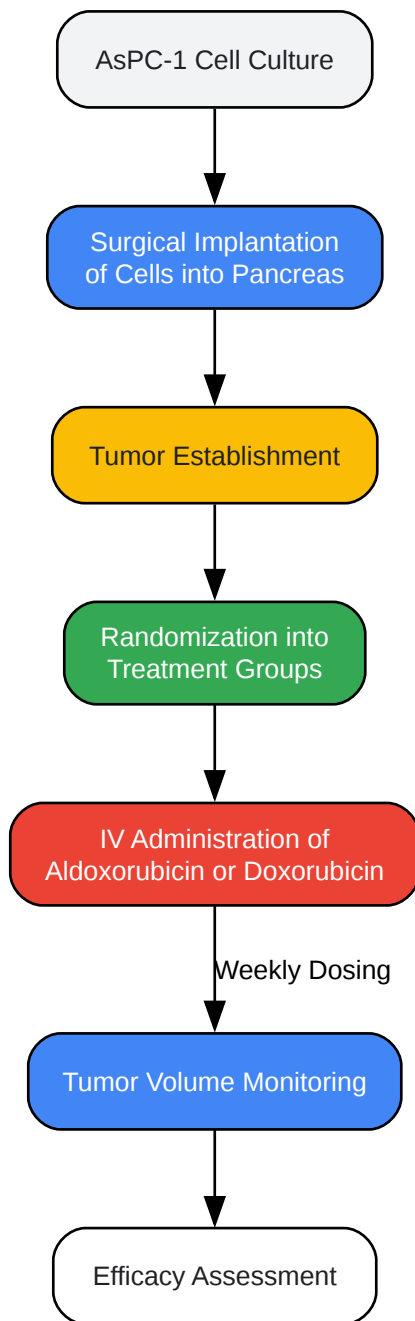 AsPC-1 Cell Culture
Surgical Implantation
of Cells into Pancreas
Tumor Establishment
Randomization into
Treatment Groups
IV Administration of
Aldoxorubicin or Doxorubicin
Weekly Dosing
Tumor Volume Monitoring
Efficacy Assessment